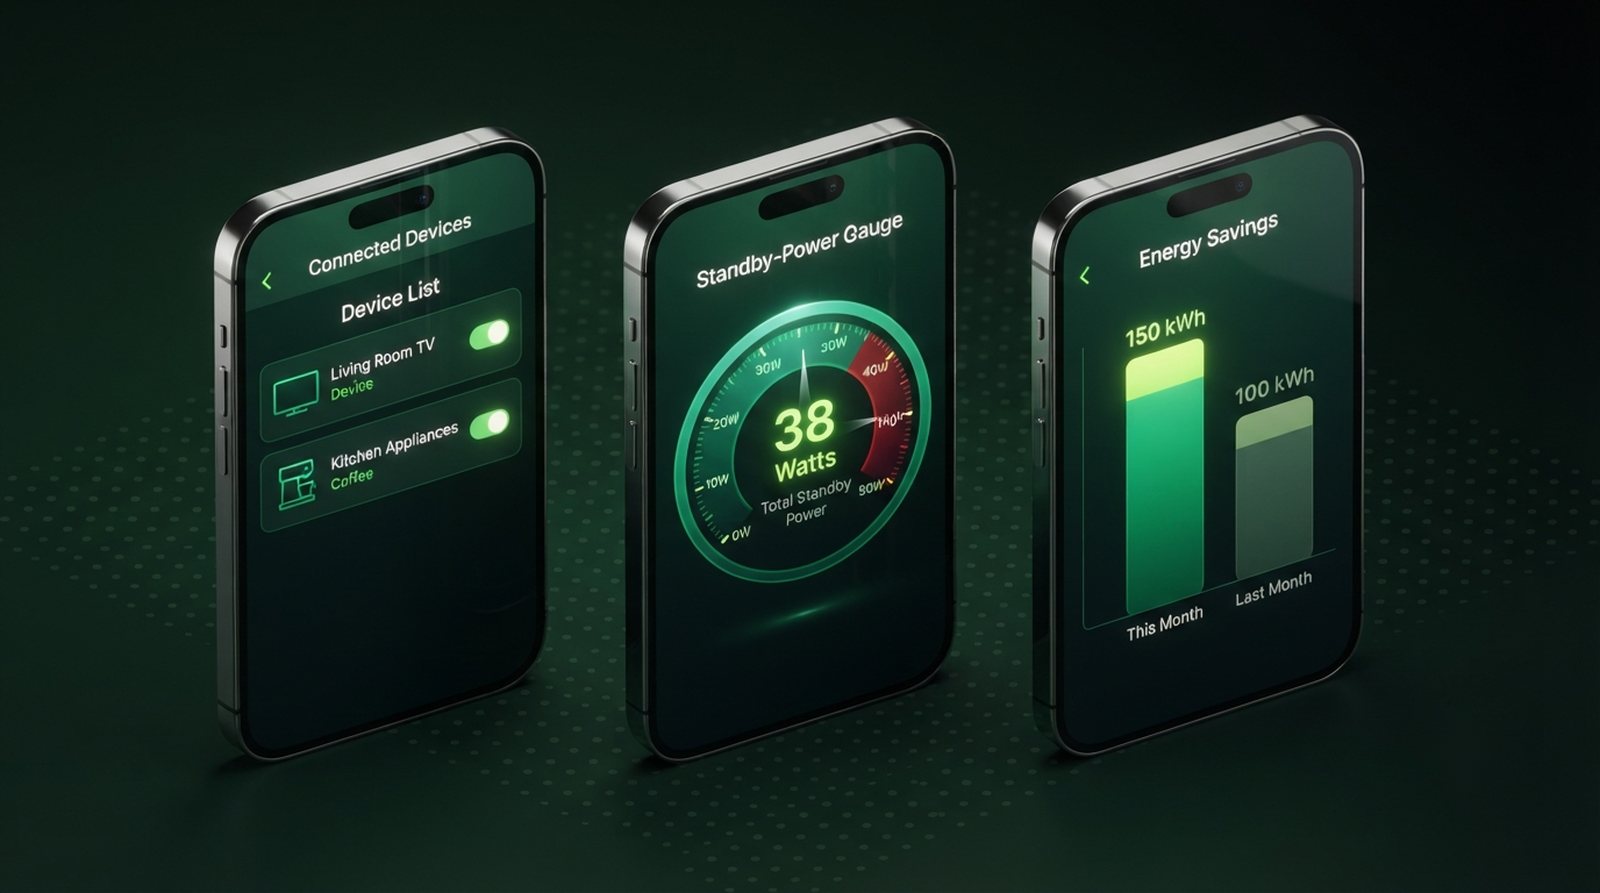 Connected Devices
Device List
Living Room TV
Device
Kitchen Appliances
Coffee
Standby-Power Gauge
30W
30W
40W
20W
10W
0W
38
Watts
Total Standby
Power
Energy Savings
150 kWh
100 kWh
This Month
Last Month